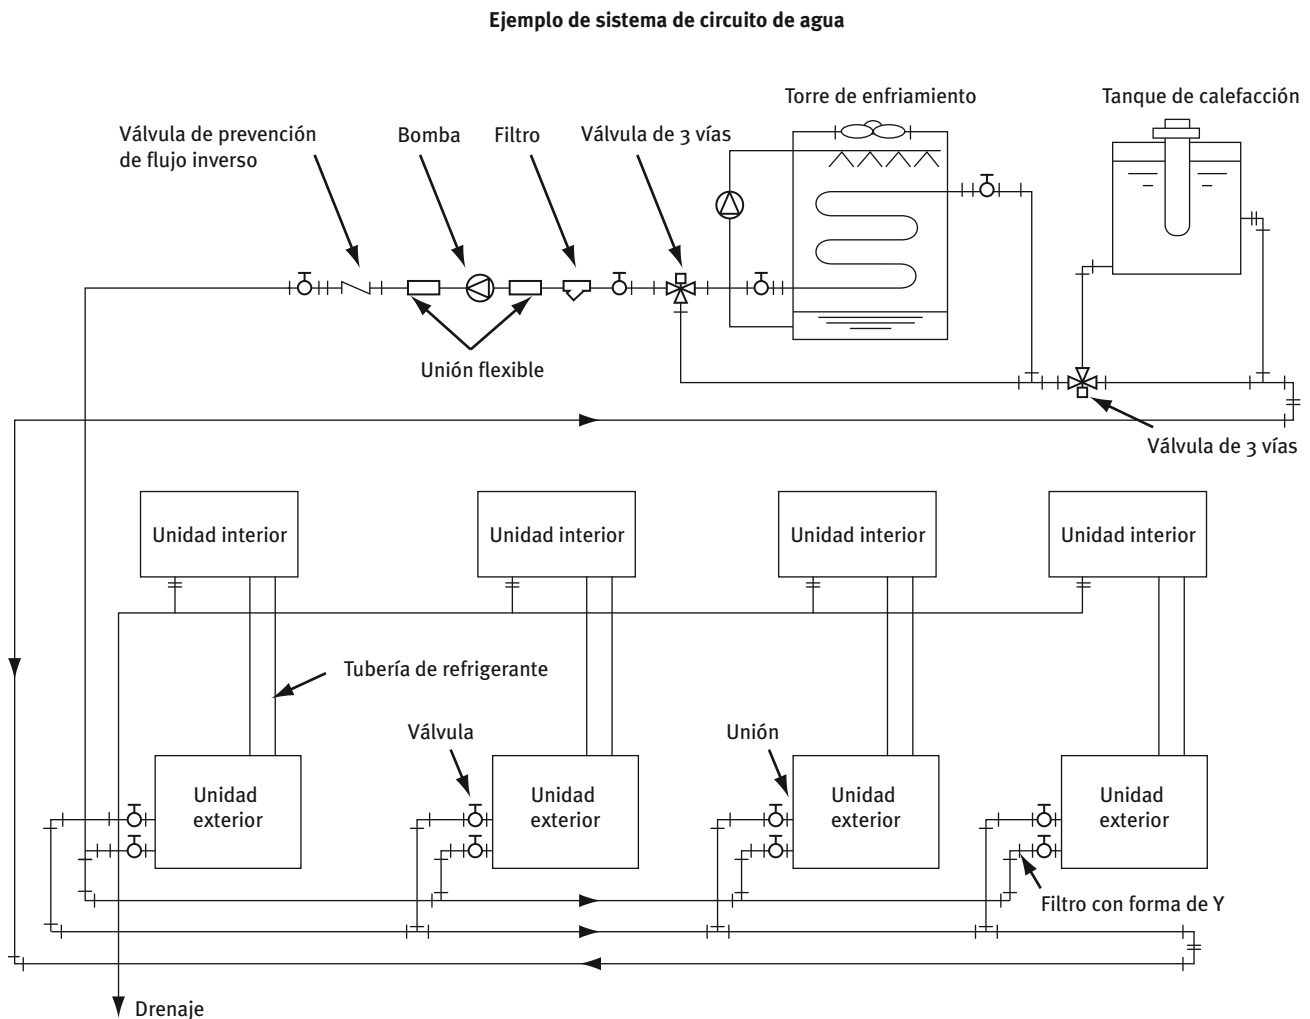 Ejemplo de sistema de circuito de agua
Torre de enfriamiento
Tanque de calefacción
Válvula de prevención
de flujo inverso
Bomba
Filtro
Válvula de 3 vías
Unión flexible
Válvula de 3 vías
Unidad interior
Unidad interior
Unidad interior
Unidad interior
Tubería de refrigerante
Válvula
Unión
Unidad
exterior
Unidad
exterior
Unidad
exterior
Unidad
exterior
Filtro con forma de Y
Drenaje